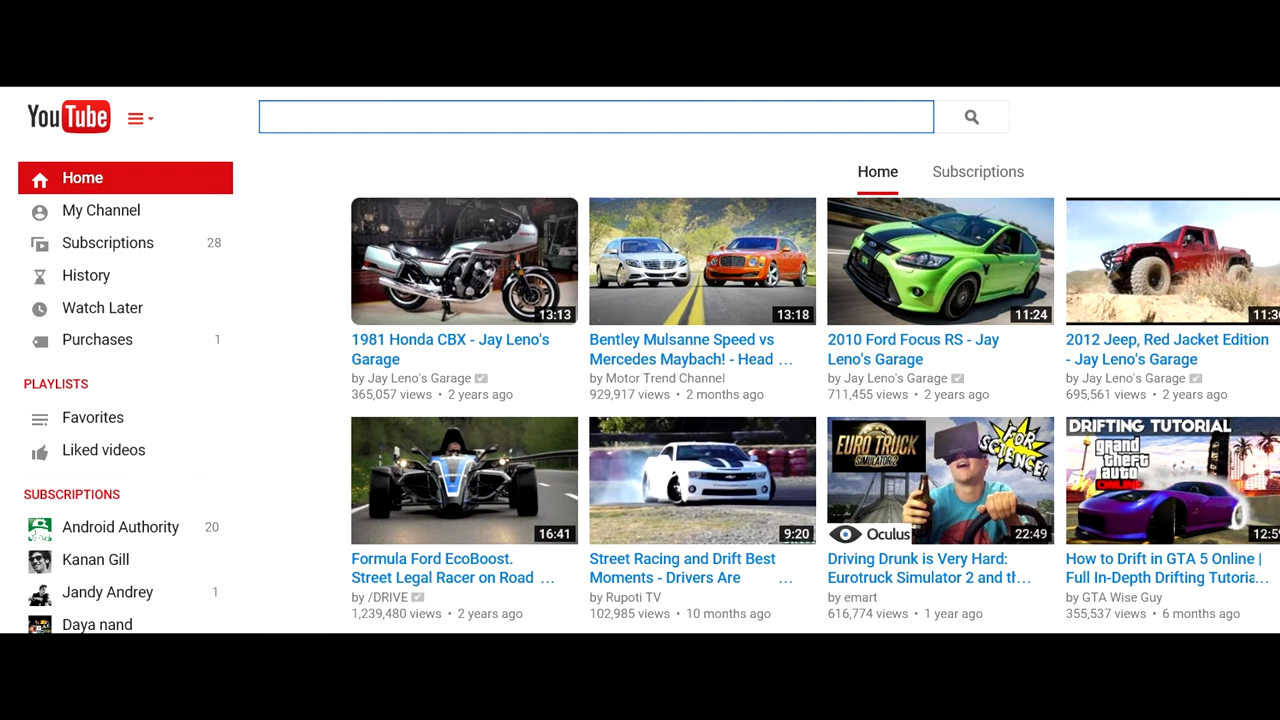 YouTube
Home
My Channel
Subscriptions 28
History
Watch Later
Purchases 1
PLAYLISTS
Favorites
Liked videos
SUBSCRIPTIONS
Android Authority 20
Kanan Gill
Jandy Andrey 1
Daya nand
Home Subscriptions
13:13
1981 Honda CBX - Jay Leno's
Garage
by Jay Leno's Garage
365,057 views • 2 years ago
13:18
Bentley Mulsanne Speed vs
Mercedes Maybach! - Head ...
by Motor Trend Channel
929,917 views • 2 months ago
11:24
2010 Ford Focus RS - Jay
Leno's Garage
by Jay Leno's Garage
711,455 views • 2 years ago
2012 Jeep, Red Jacket Edition
- Jay Leno's Garage
by Jay Leno's Garage
695,561 views • 2 years ago
16:41
Formula Ford EcoBoost.
Street Legal Racer on Road ...
by /DRIVE
1,239,480 views • 2 years ago
9:20
Street Racing and Drift Best
Moments - Drivers Are ...
by Rupoti TV
102,985 views • 10 months ago
EURO TRUCK
SIMULATOR 2
FOR
SCIENCE!
Oculus
22:49
Driving Drunk is Very Hard:
Eurotruck Simulator 2 and th...
by emart
616,774 views • 1 year ago
DRIFTING TUTORIAL
grand
theft
auto
ONLINE
How to Drift in GTA 5 Online |
Full In-Depth Drifting Tutoria...
by GTA Wise Guy
355,537 views • 6 months ago